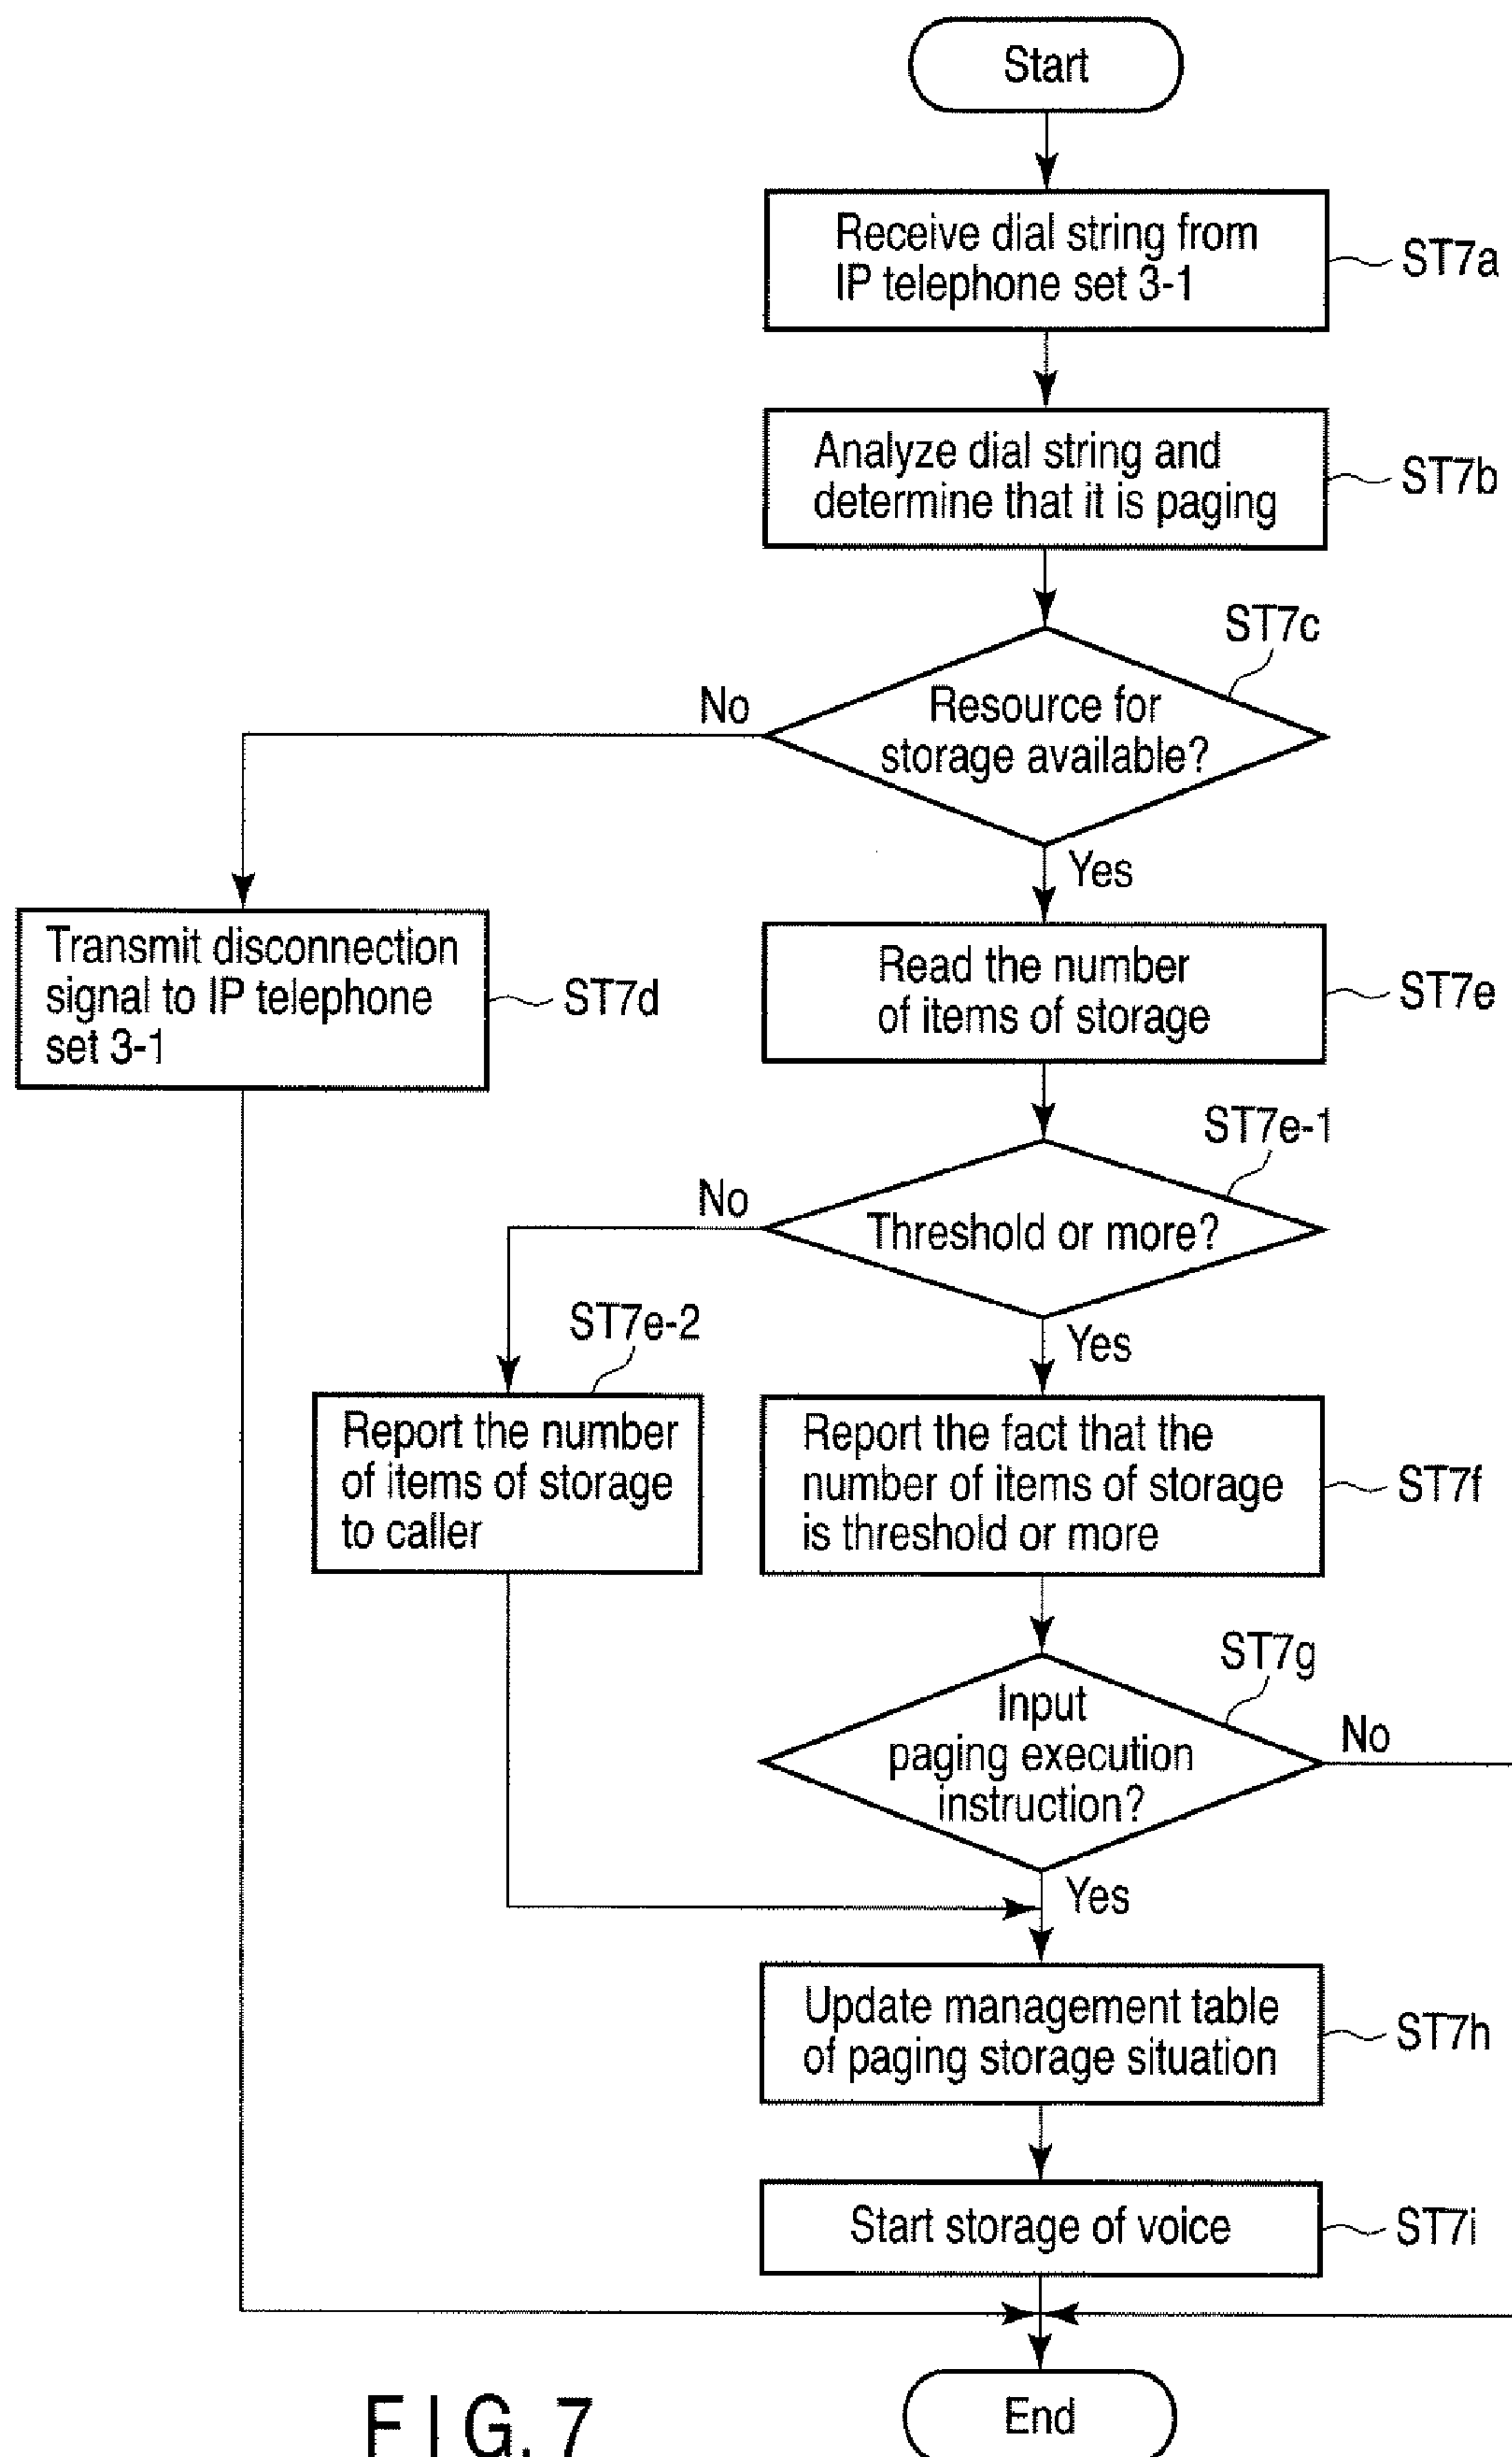 Start
Receive dial string from
IP telephone set 3-1
ST7a
Analyze dial string and
determine that it is paging
ST7b
ST7c
No
Resource for
storage available?
Yes
Transmit disconnection
signal to IP telephone
set 3-1
ST7d
Read the number
of items of storage
ST7e
ST7e-1
No
Threshold or more?
Yes
ST7e-2
Report the number
of items of storage
to caller
Report the fact that the
number of items of storage
is threshold or more
ST7f
ST7g
Input
paging execution
instruction?
No
Yes
Update management table
of paging storage situation
ST7h
Start storage of voice
ST7i
End
FIG. 7